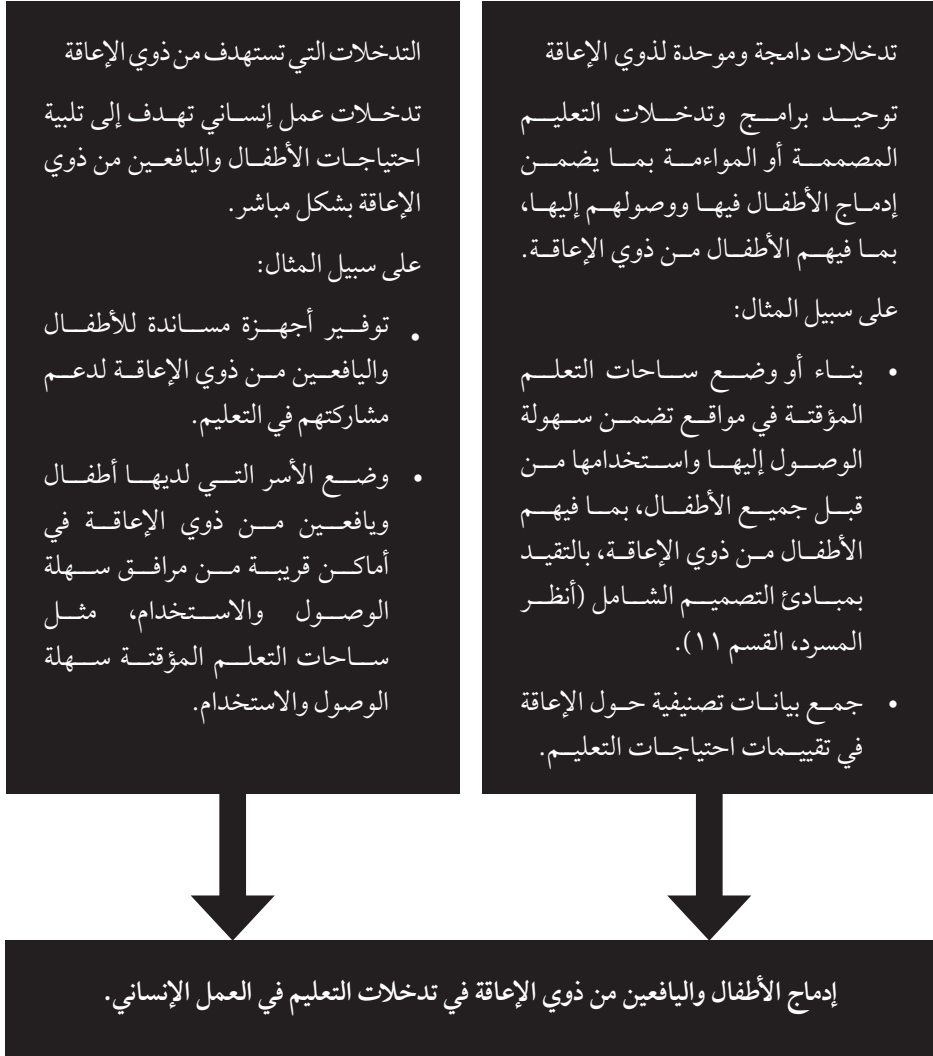 تدخلات دامجة وموحدة لذوي الإعاقة
توحيد برامج وتدخلات التعليم
المصممة أو المواءمة بما يضمن
إدماج الأطفال فيها ووصولهم إليها،
بما فيهم الأطفال من ذوي الإعاقة.
على سبيل المثال:
• بناء أو وضع ساحات التعلم
المؤقتة في مواقع تضمن سهولة
الوصول إليها واستخدامها من
قبل جميع الأطفال، بما فيهم
الأطفال من ذوي الإعاقة، بالتقيد
بمبادئ التصميم الشامل (أنظر
المسرد، القسم ١١).
• جمع بيانات تصنيفية حول الإعاقة
في تقييمات احتياجات التعليم.
التدخلات التي تستهدف من ذوي الإعاقة
تدخلات عمل إنساني تهدف إلى تلبية
احتياجات الأطفال واليافعين من ذوي
الإعاقة بشكل مباشر.
على سبيل المثال:
• توفير أجهزة مساندة للأطفال
واليافعين من ذوي الإعاقة لدعم
مشاركتهم في التعليم.
• وضع الأسر التي لديها أطفال
ويافعين من ذوي الإعاقة في
أماكن قريبة من مرافق سهلة
الوصول والاستخدام، مثل
ساحات التعلم المؤقتة سهلة
الوصول والاستخدام.
إدماج الأطفال واليافعين من ذوي الإعاقة في تدخلات التعليم في العمل الإنساني.